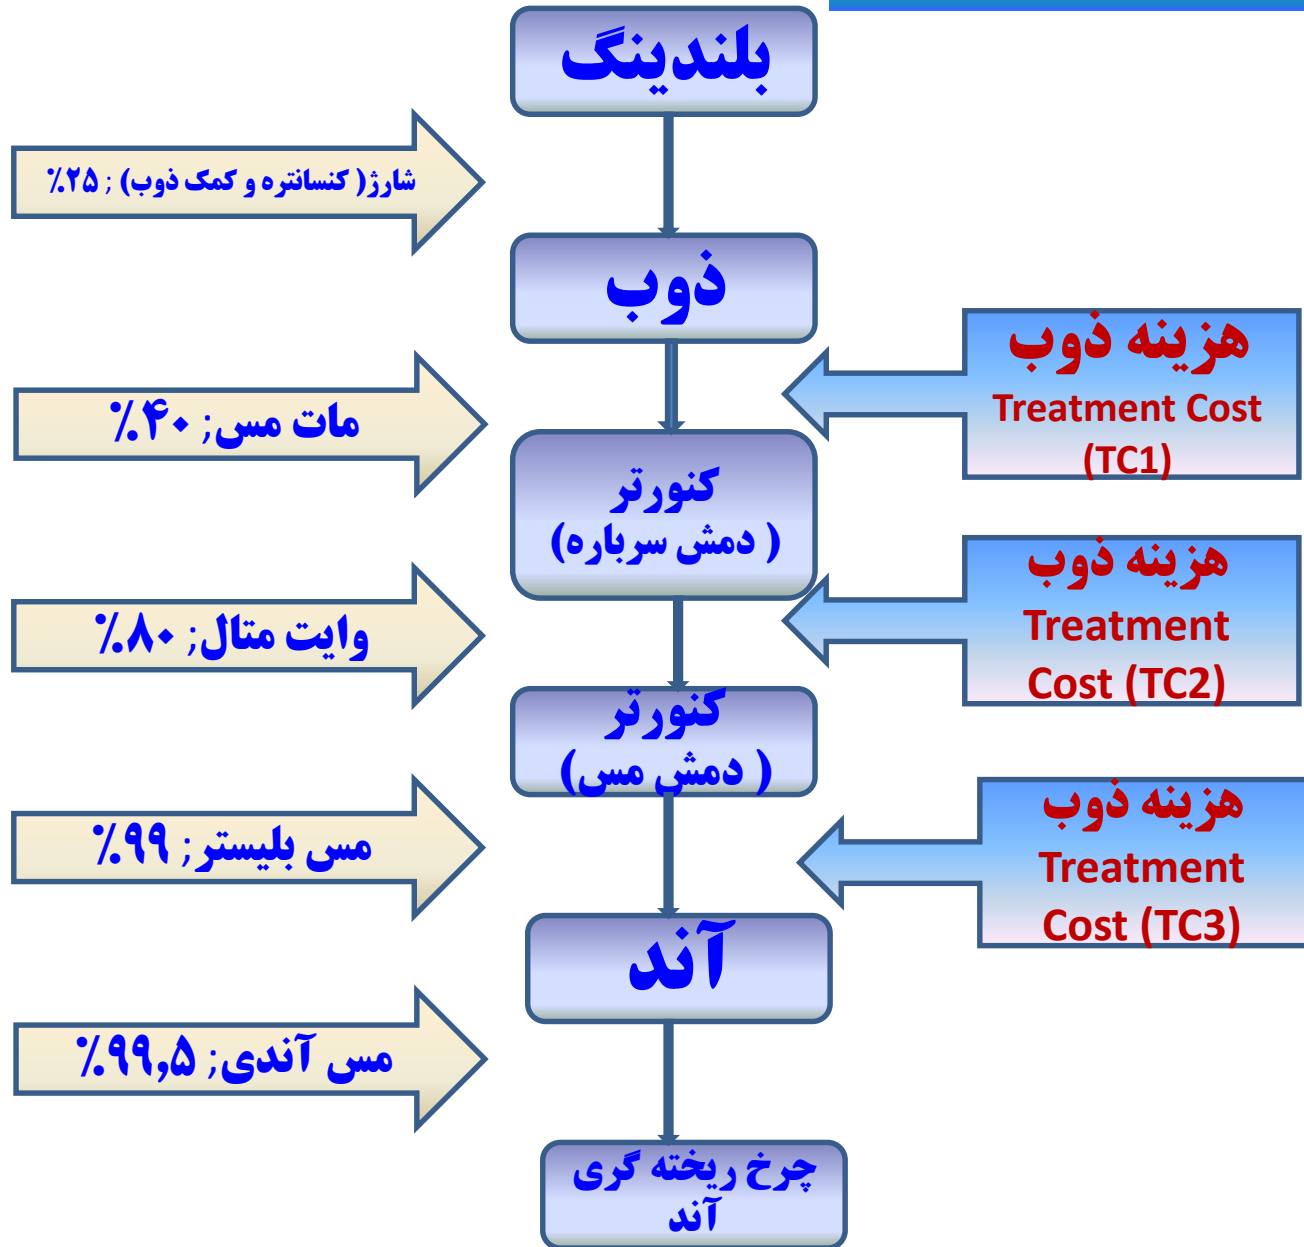 بلندینگ
شارژ( کنسانتره و کمک ذوب) ; ۲۵%
ذوب
هزینه ذوب
Treatment Cost
(TC1)
مات مس; ۴۰%
کنورتر
( دمش سرباره)
هزینه ذوب
Treatment
Cost (TC2)
وایت متال; ۸۰%
کنورتر
( دمش مس)
هزینه ذوب
Treatment
Cost (TC3)
مس بلیستر; ۹۹%
آند
مس آندی; ۹۹,۵%
چرخ ریخته گری
آند